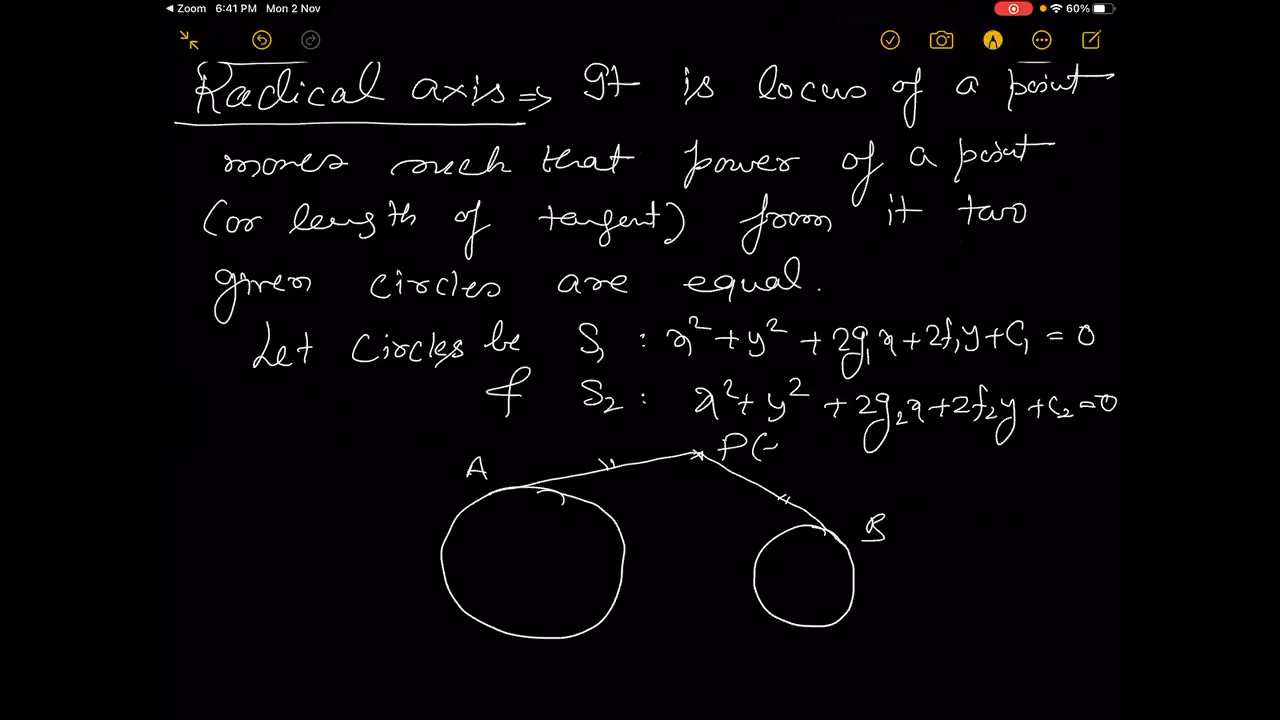 Zoom 6:41 PM Mon 2 Nov 60%
Radical axis ⇒ It is locus of a point
moves such that power of a point
(or length of tangent) from it two
given circles are equal.
Let Circles be S₁ : x² + y² + 2g₁x + 2f₁y + C₁ = 0
& S₂ : x² + y² + 2g₂x + 2f₂y + C₂ = 0
A P(
B